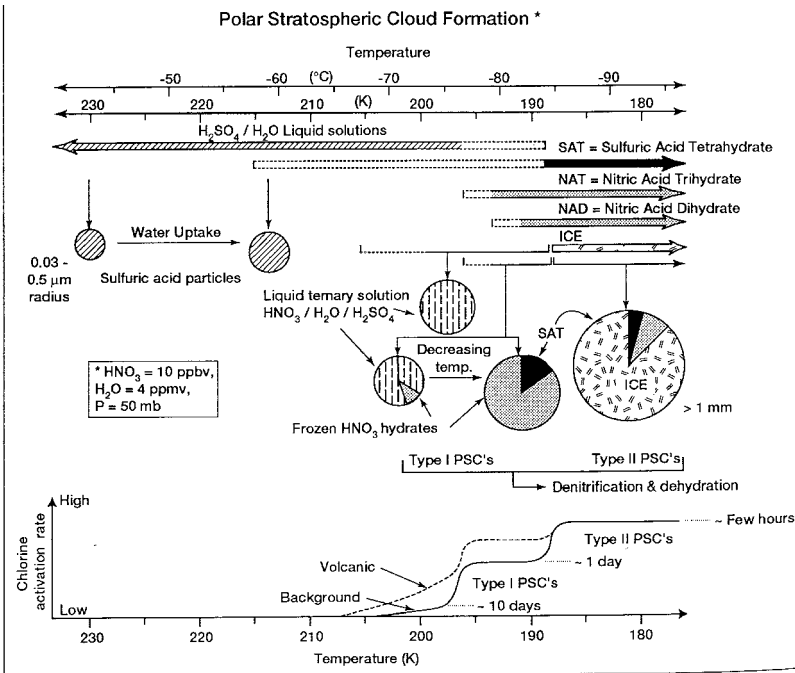 Polar Stratospheric Cloud Formation *
Temperature
-50 -60 (°C) -70 -80 -90
230 220 210 (K) 200 190 180
H2SO4 / H2O Liquid solutions
SAT = Sulfuric Acid Tetrahydrate
NAT = Nitric Acid Trihydrate
NAD = Nitric Acid Dihydrate
ICE
Water Uptake
0.03 -
0.5 μm
radius
Sulfuric acid particles
Liquid ternary solution
HNO3 / H2O / H2SO4
SAT
Decreasing
temp.
ICE
* HNO3 = 10 ppbv,
H2O = 4 ppmv,
P = 50 mb
> 1 mm
Frozen HNO3 hydrates
Type I PSC's Type II PSC's
Denitrification & dehydration
High
Chlorine
activation rate
Low
Volcanic
Background
~ Few hours
Type II PSC's
~ 1 day
Type I PSC's
~ 10 days
230 220 210 200 190 180
Temperature (K)